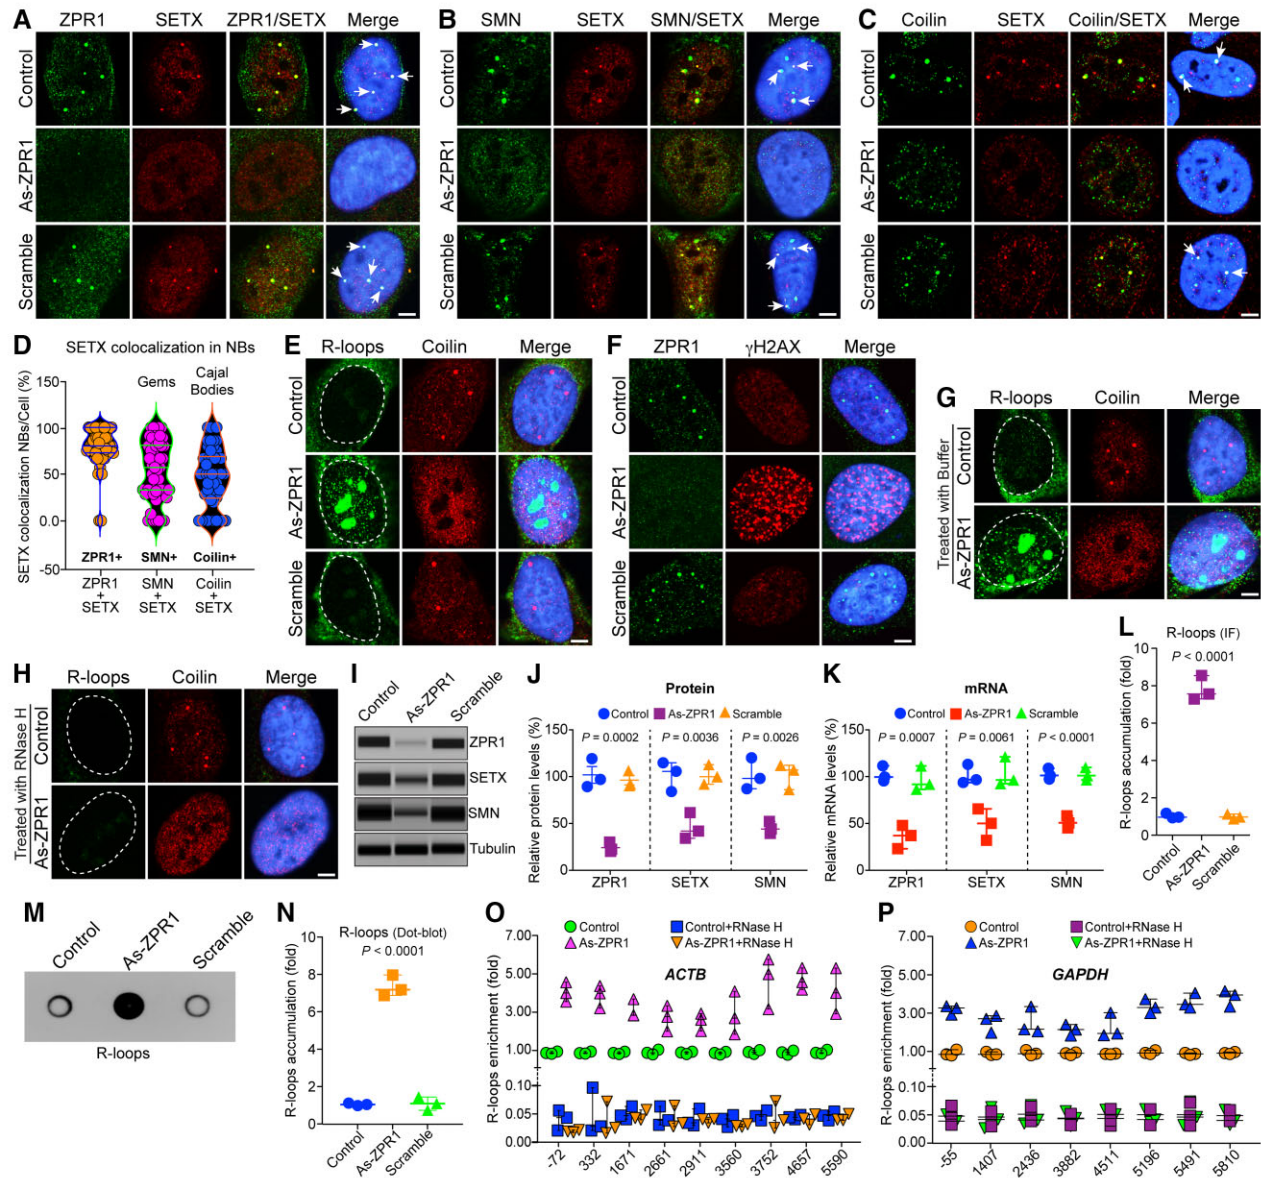 A
ZPR1 SETX ZPR1/SETX Merge
Control
As-ZPR1
Scramble
B
SMN SETX SMN/SETX Merge
Control
As-ZPR1
Scramble
C
Coilin SETX Coilin/SETX Merge
Control
As-ZPR1
Scramble
D
SETX colocalization in NBs
SETX colocalization NBs/Cell (%)
150
100
50
0.0
-50
Gems
Cajal
Bodies
ZPR1+ SMN+ Coilin+
ZPR1 SMN Coilin
+ + +
SETX SETX SETX
E
R-loops Coilin Merge
Control
As-ZPR1
Scramble
F
ZPR1 γH2AX Merge
Control
As-ZPR1
Scramble
G
R-loops Coilin Merge
Treated with Buffer
Control
As-ZPR1
H
R-loops Coilin Merge
Treated with RNase H
Control
As-ZPR1
I
Control As-ZPR1 Scramble
ZPR1
SETX
SMN
Tubulin
J
Protein
Control As-ZPR1 Scramble
P = 0.0002 P = 0.0036 P = 0.0026
Relative protein levels (%)
150
100
50
0
ZPR1 SETX SMN
K
mRNA
Control As-ZPR1 Scramble
P = 0.0007 P = 0.0061 P < 0.0001
Relative mRNA levels (%)
150
100
50
0
ZPR1 SETX SMN
L
R-loops (IF)
P < 0.0001
R-loops accumulation (fold)
10
8
6
4
2
0
Control As-ZPR1 Scramble
M
Control As-ZPR1 Scramble
R-loops
N
R-loops (Dot-blot)
P < 0.0001
R-loops accumulation (fold)
10
8
6
4
2
0
Control As-ZPR1 Scramble
O
Control Control+RNase H
As-ZPR1 As-ZPR1+RNase H
ACTB
R-loops enrichment (fold)
7.00
5.00
3.00
1.00
0.10
0.05
0.00
-72 332 1671 2661 2911 3560 3752 4657 5590
P
Control Control+RNase H
As-ZPR1 As-ZPR1+RNase H
GAPDH
R-loops enrichment (fold)
7.00
5.00
3.00
1.00
0.10
0.05
0.00
-55 1407 2436 3882 4511 5196 5491 5810